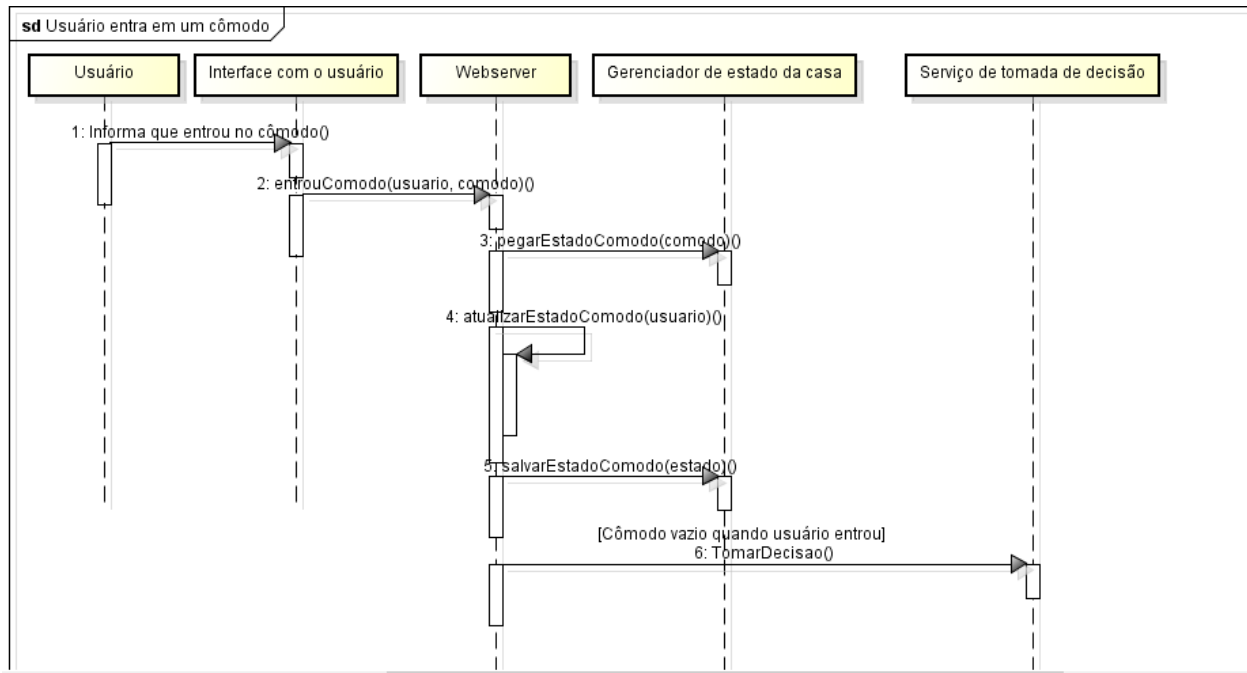 sd Usuário entra em um cômodo
Usuário
Interface com o usuário
Webserver
Gerenciador de estado da casa
Serviço de tomada de decisão
1: Informa que entrou no cômodo()
2: entrouComodo(usuario, comodo)()
3: pegarEstadoComodo(comodo)()
4: atualizarEstadoComodo(usuario)()
5: salvarEstadoComodo(estado)()
[Cômodo vazio quando usuário entrou]
6: TomarDecisao()